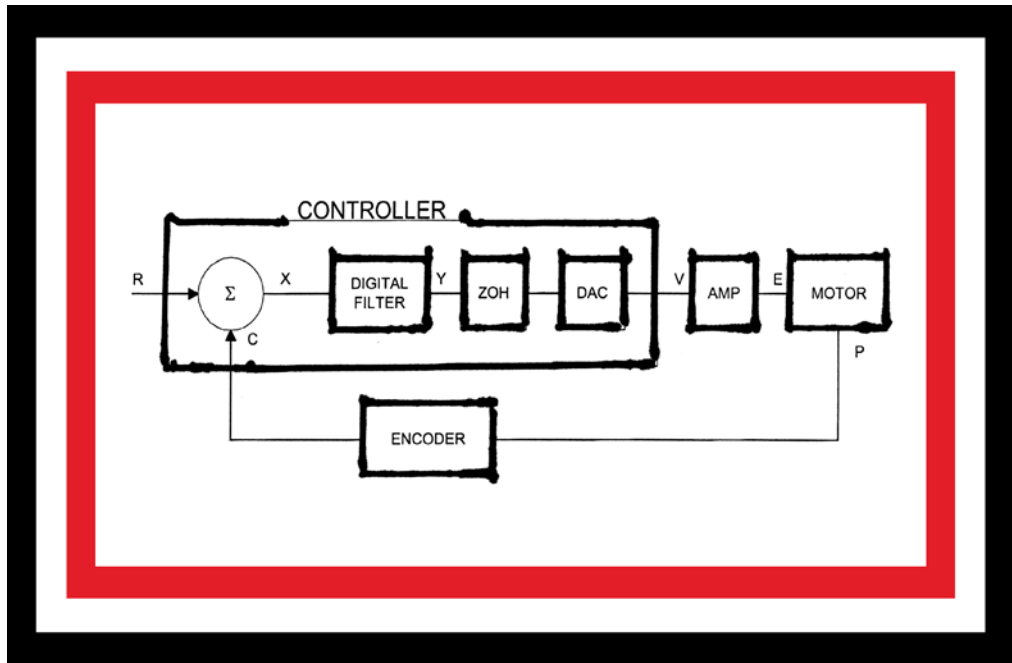 CONTROLLER
R
Σ
X
DIGITAL
FILTER
Y
ZOH
DAC
V
AMP
E
MOTOR
C
P
ENCODER